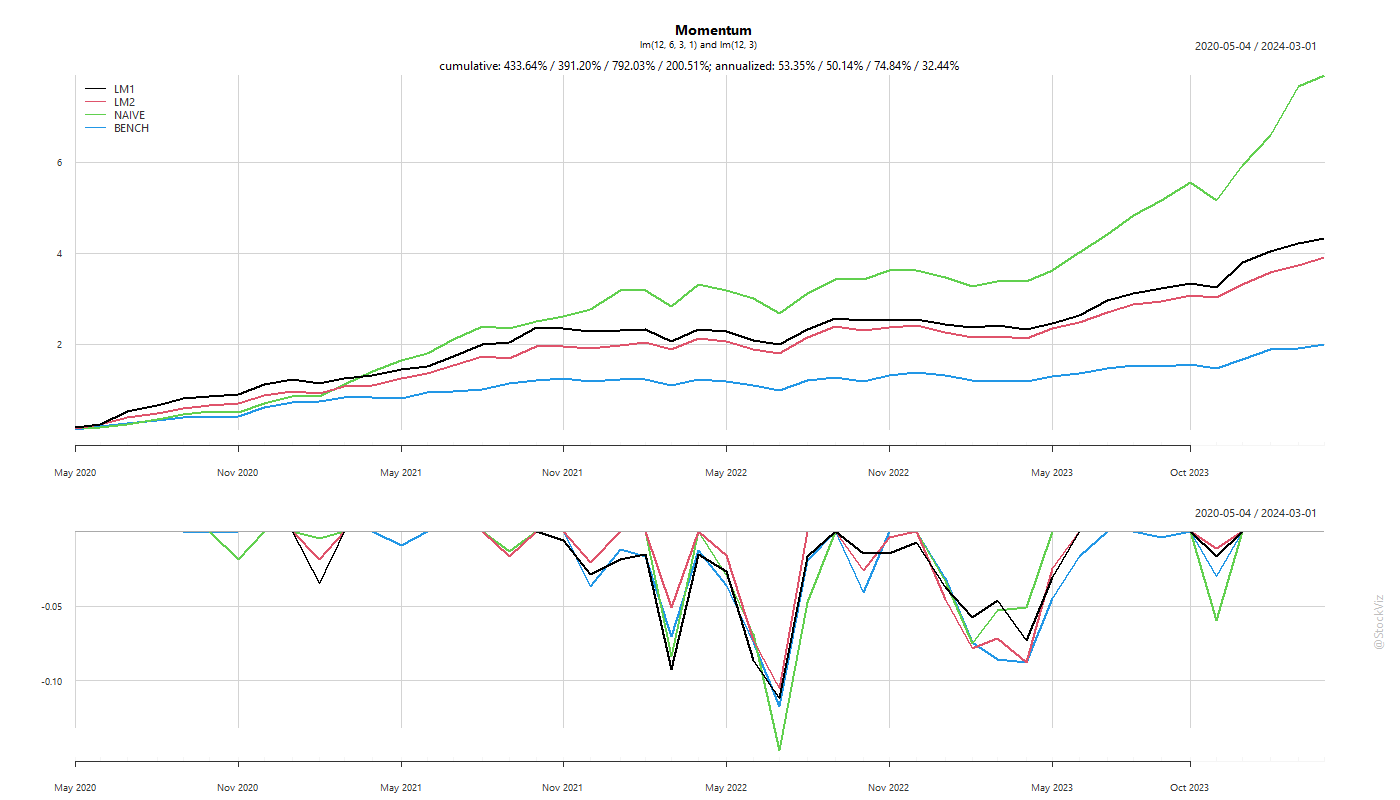 Momentum
lm(12, 6, 3, 1) and lm(12, 3)
2020-05-04 / 2024-03-01
cumulative: 433.64% / 391.20% / 792.03% / 200.51%; annualized: 53.35% / 50.14% / 74.84% / 32.44%
LM1
LM2
NAIVE
BENCH
6
4
2
May 2020 Nov 2020 May 2021 Nov 2021 May 2022 Nov 2022 May 2023 Oct 2023
2020-05-04 / 2024-03-01
-0.05
-0.10
@StockViz
May 2020 Nov 2020 May 2021 Nov 2021 May 2022 Nov 2022 May 2023 Oct 2023